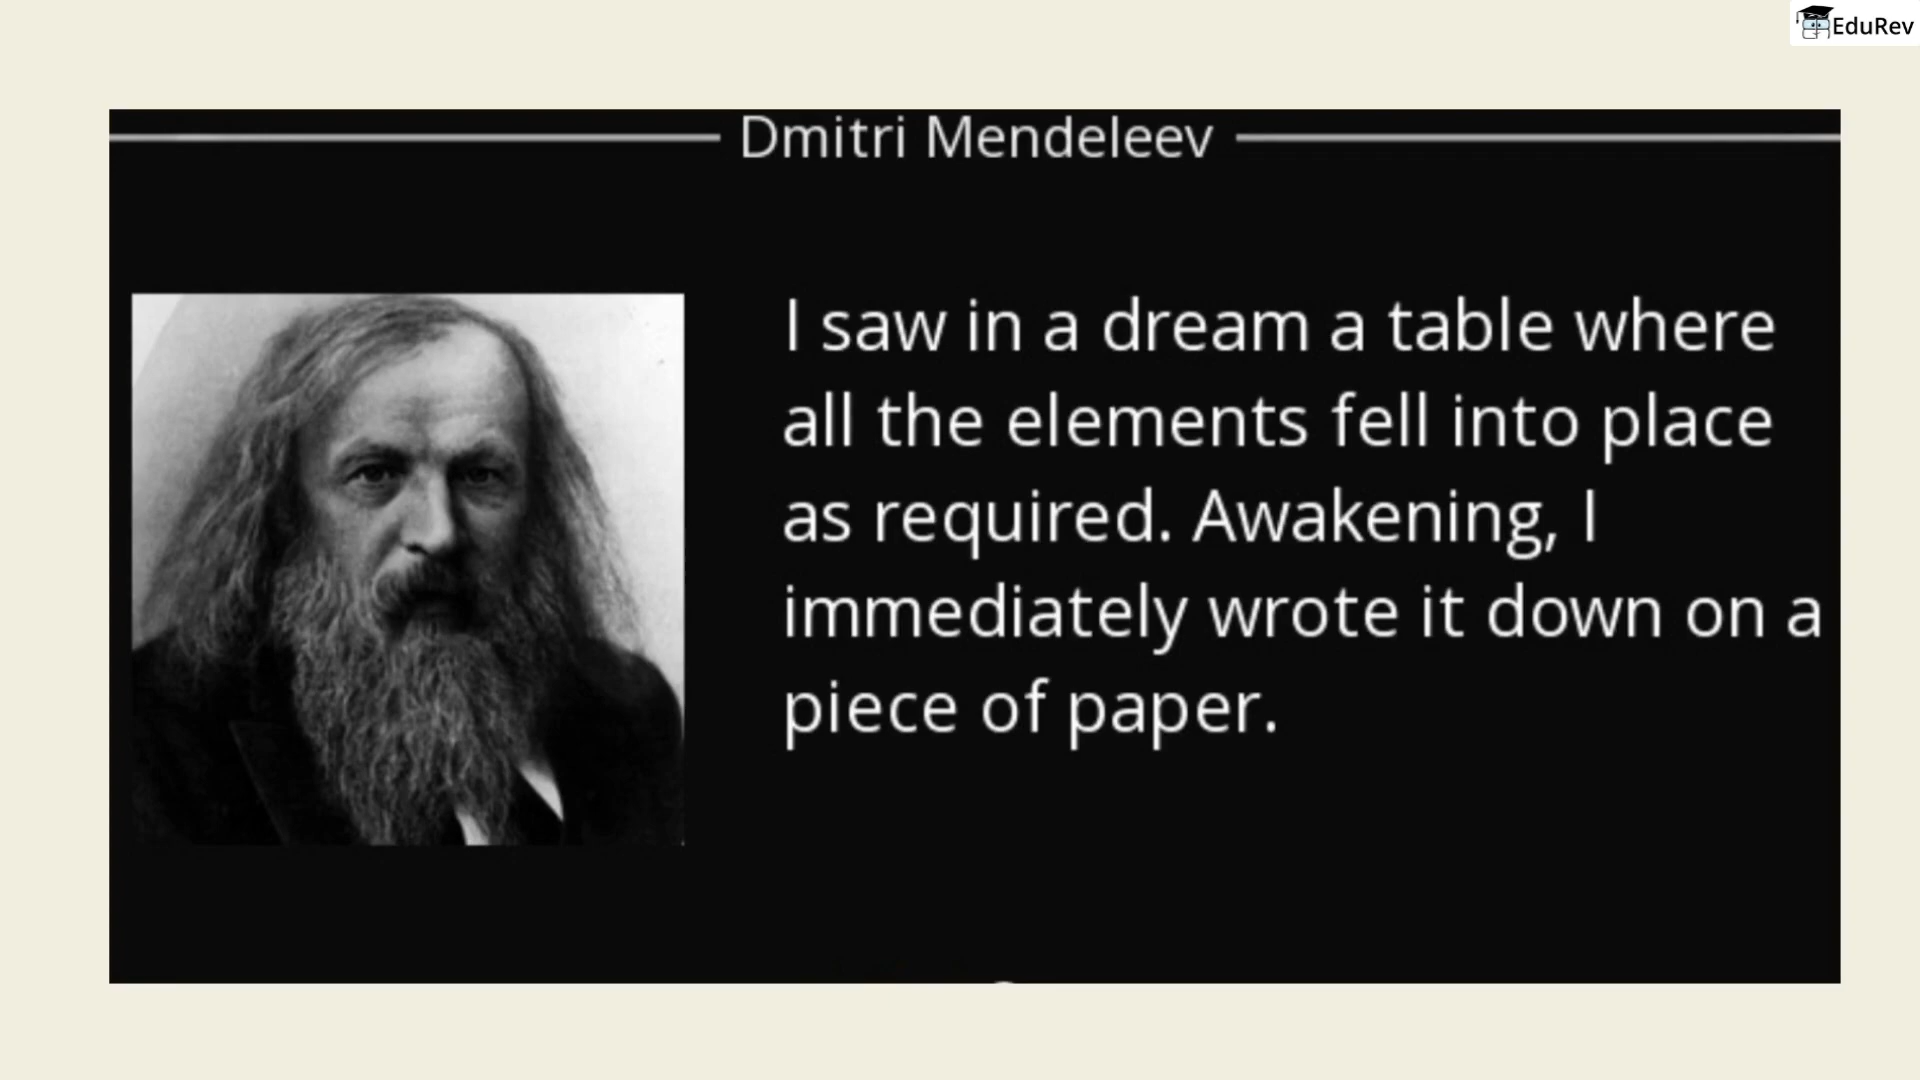 EduRev
Dmitri Mendeleev
I saw in a dream a table where
all the elements fell into place
as required. Awakening, I
immediately wrote it down on a
piece of paper.